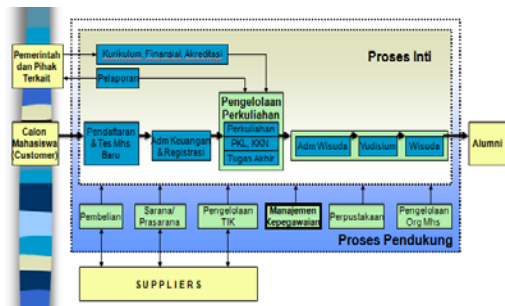 Pemerintah
dan Pihak
Terkait
Kurikulum, Finansial, Akreditasi
Pelaporan
Proses Inti
Pengelolaan
Perkuliahan
Perkuliahan
PKL, KKN
Tugas Akhir
Calon
Mahasiswa
(Customer)
Pendaftaran
& Tes Mhs
Baru
Adm Keuangan
& Registrasi
Adm Wisuda
Yudisium
Wisuda
Alumni
Pembelian
Sarana/
Prasarana
Pengelolaan
TIK
Manajemen
Kepegawaian
Perpustakaan
Pengelolaan
Org Mhs
Proses Pendukung
SUPPLIERS